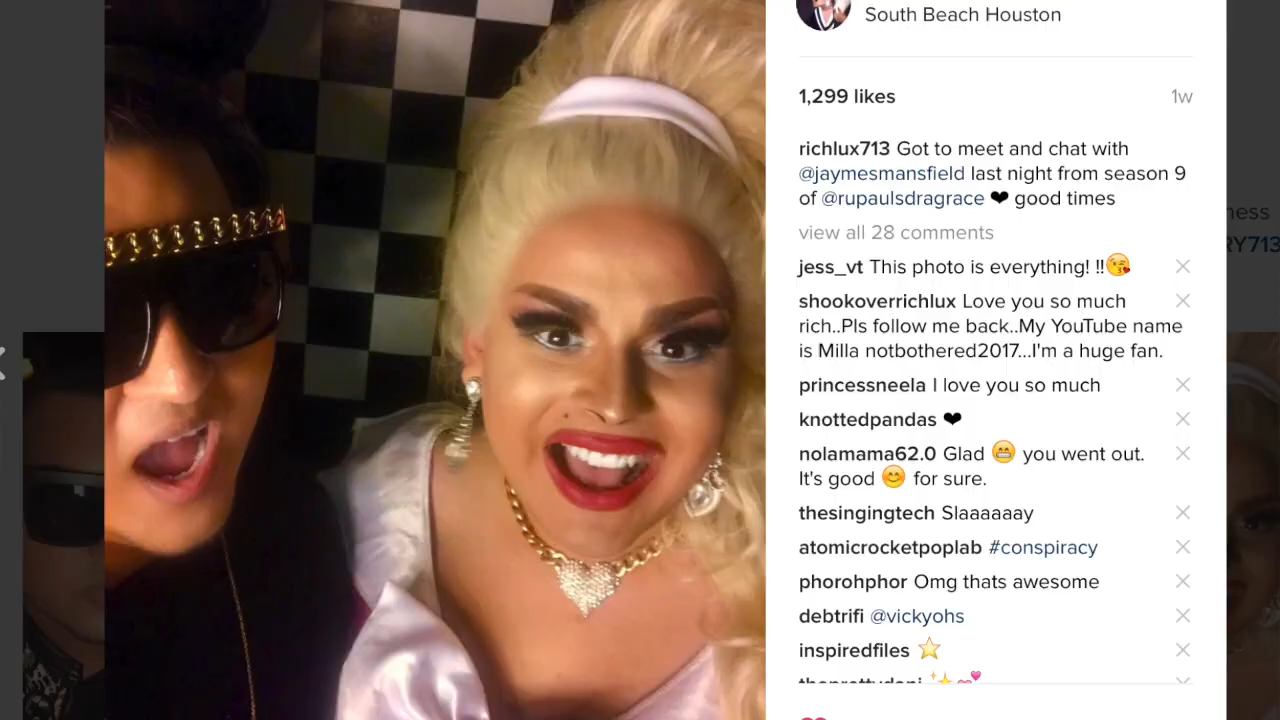 South Beach Houston
1,299 likes 1w
richlux713 Got to meet and chat with
@jaymesmansfield last night from season 9
of @rupaulsdragrace ❤ good times
view all 28 comments
jess_vt This photo is everything! !!😘
shookoverrichlux Love you so much
rich..Pls follow me back..My YouTube name
is Milla notbothered2017...I'm a huge fan.
princessneela I love you so much
knottedpandas ❤
nolamama62.0 Glad 😁 you went out.
It's good 😊 for sure.
thesingingtech Slaaaaaay
atomicrocketpoplab #conspiracy
phorohphor Omg thats awesome
debtrifi @vickyohs
inspiredfiles ⭐